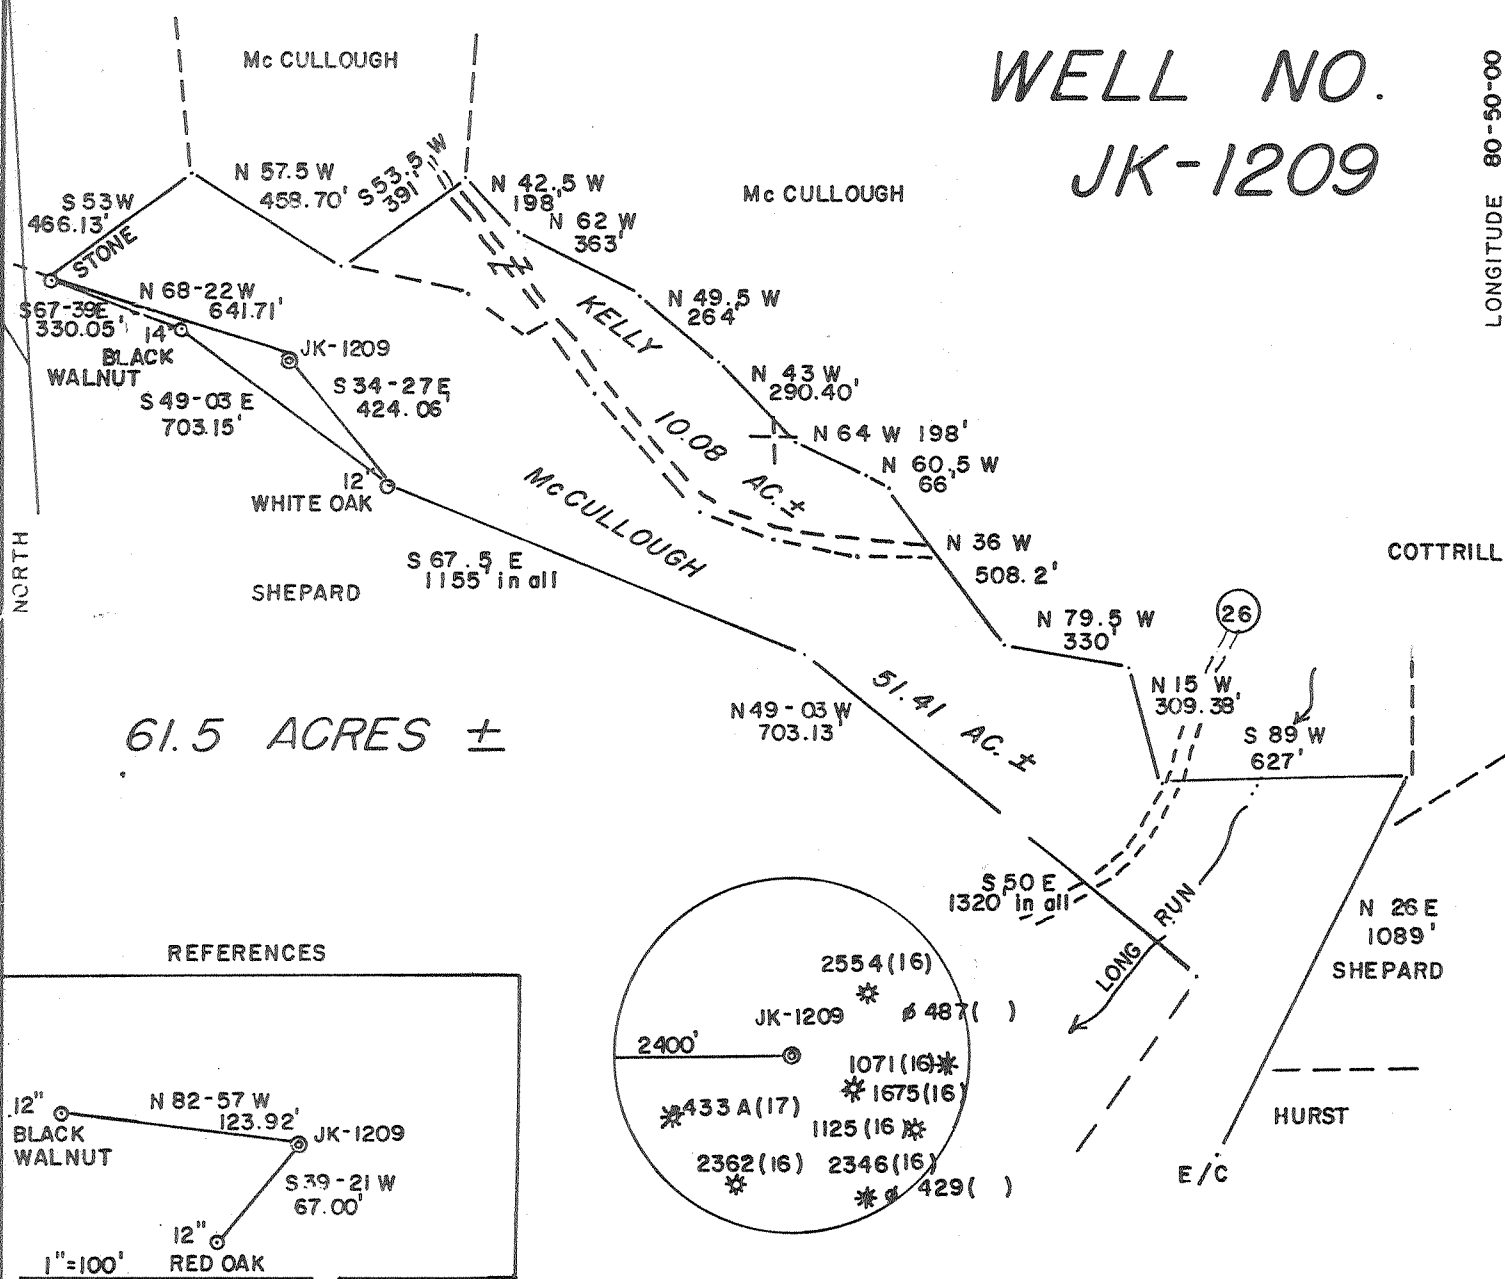 WELL NO.
JK-1209
LONGITUDE 80-50-00
Mc CULLOUGH
N 57.5 W
458.70'
S 53.5 W
391'
S 53 W
466.13'
STONE
N 42.5 W
198'
Mc CULLOUGH
N 62 W
363'
N 68-22 W
641.71'
S 67-39 E
330.05'
14"
BLACK
WALNUT
JK-1209
KELLY
N 49.5 W
264'
S 34-27 E
424.06'
S 49-03 E
703.15'
N 43 W
290.40'
10.08 AC. ±
N 64 W 198'
N 60.5 W
66'
12"
WHITE OAK
McCULLOUGH
N 36 W
508.2'
COTTRILL
NORTH
S 67.5 E
1155' in all
SHEPARD
N 79.5 W
330'
26
N 15 W
309.38'
61.5 ACRES ±
N 49-03 W
703.13'
51.41 AC. ±
S 89 W
627'
S 50 E
1320' in all
LONG RUN
N 26 E
1089'
SHEPARD
HURST
E/C
REFERENCES
12"
BLACK
WALNUT
N 82-57 W
123.92'
JK-1209
S 39-21 W
67.00'
12"
RED OAK
1"=100'
2554(16)
JK-1209
487( )
2400'
1071(16)
1675(16)
433A(17)
1125(16)
2362(16)
2346(16)
429( )